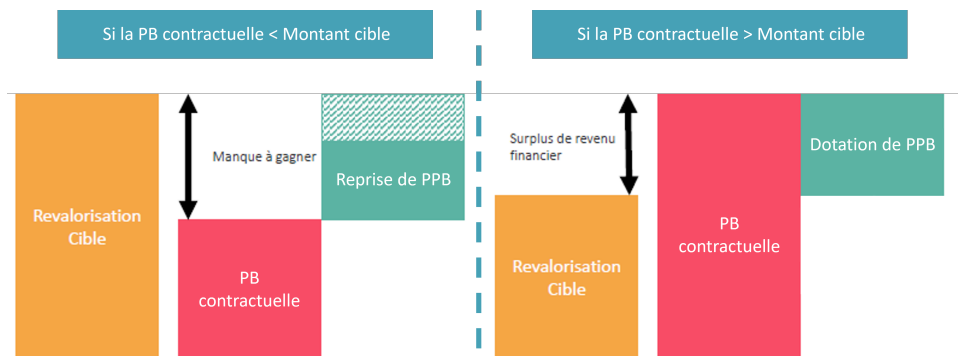 Si la PB contractuelle < Montant cible
Manque à gagner
Reprise de PPB
Revalorisation
Cible
PB
contractuelle
Si la PB contractuelle > Montant cible
Surplus de revenu
financier
Dotation de PPB
PB
contractuelle
Revalorisation
Cible